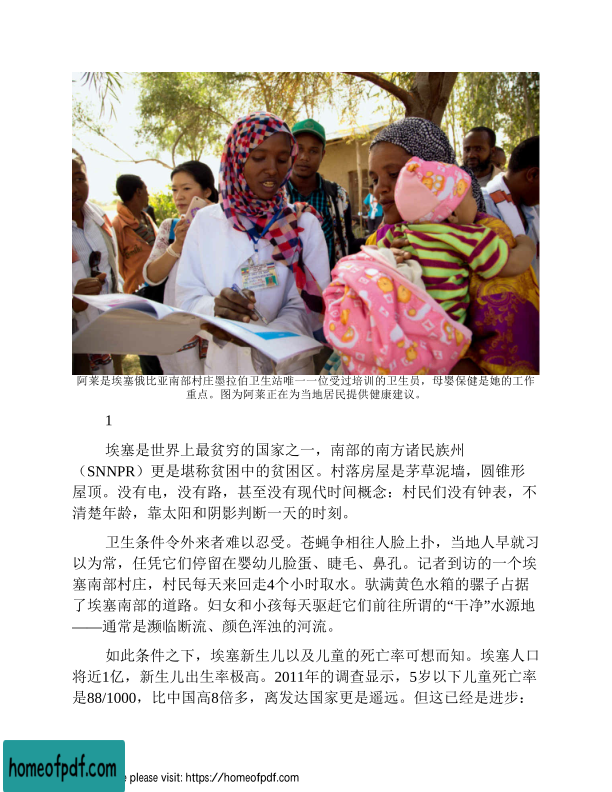 阿莱是埃塞俄比亚南部村庄墨拉伯卫生站唯一一位受过培训的卫生员，母婴保健是她的工作
重点。图为阿莱正在为当地居民提供健康建议。
1
埃塞是世界上最贫穷的国家之一，南部的南方诸民族州
（SNNPR）更是堪称贫困中的贫困区。村落房屋是茅草泥墙，圆锥形
屋顶。没有电，没有路，甚至没有现代时间概念：村民们没有钟表，不
清楚年龄，靠太阳和阴影判断一天的时刻。
卫生条件令外来者难以忍受。苍蝇争相往人脸上扑，当地人早就习
以为常，任凭它们停留在婴幼儿脸蛋、睫毛、鼻孔。记者到访的一个埃
塞南部村庄，村民每天来回走4个小时取水。驮满黄色水箱的骡子占据
了埃塞南部的道路。妇女和小孩每天驱赶它们前往所谓的“干净”水源地
——通常是濒临断流、颜色浑浊的河流。
如此条件之下，埃塞新生儿以及儿童的死亡率可想而知。埃塞人口
将近1亿，新生儿出生率极高。2011年的调查显示，5岁以下儿童死亡率
是88/1000，比中国高8倍多，离发达国家更是遥远。但这已经是进步：
homeofpdf.com
e please visit: https://homeofpdf.com